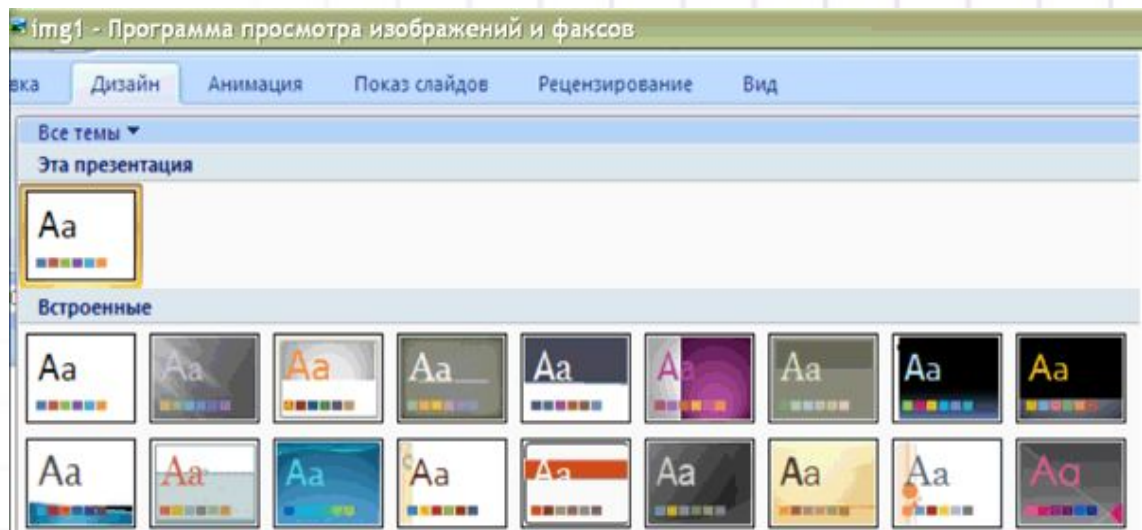 img1 - Программа просмотра изображений и факсов
вка Дизайн Анимация Показ слайдов Рецензирование Вид
Все темы
Эта презентация
Aa
Встроенные
Aa Aa Aa Aa Aa Aa Aa Aa Aa
Aa Aa Aa Aa Aa Aa Aa Aa Aa